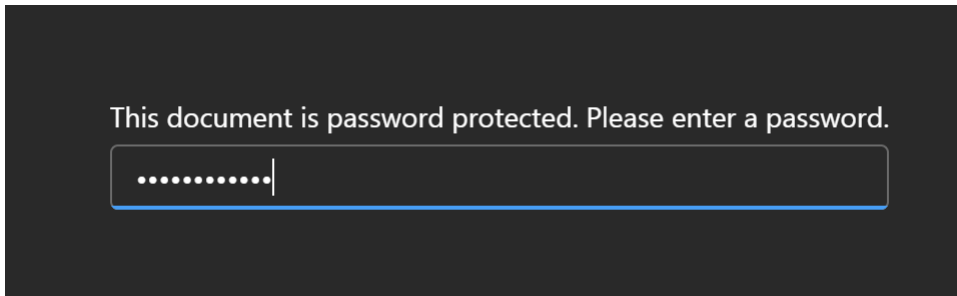 This document is password protected. Please enter a password.
••••••••••••